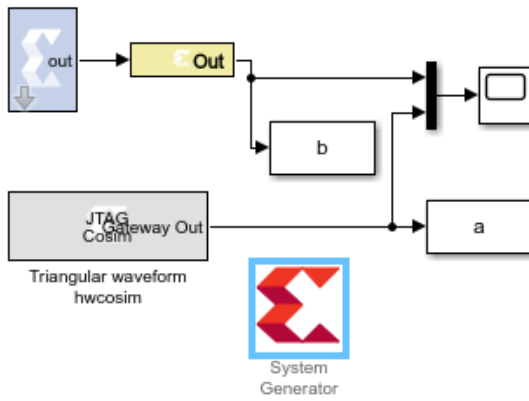 out
Out
b
JTAG
Cosim
Gateway Out
a
Triangular waveform
hwcosim
System
Generator